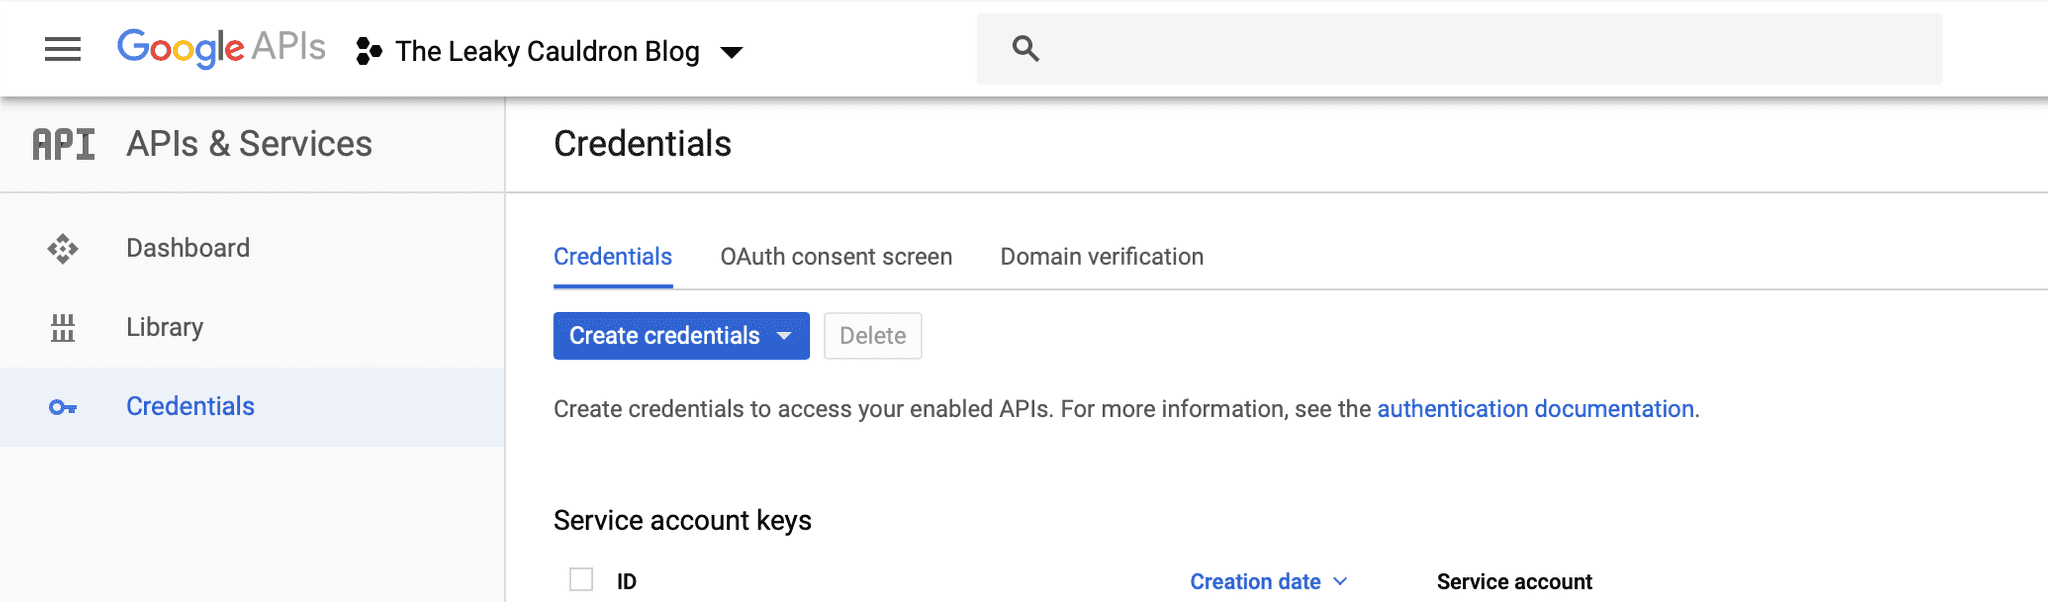 Google APIs The Leaky Cauldron Blog
API APIs & Services
Credentials
Dashboard
Library
Credentials
Credentials OAuth consent screen Domain verification
Create credentials Delete
Create credentials to access your enabled APIs. For more information, see the authentication documentation.
Service account keys
ID Creation date Service account